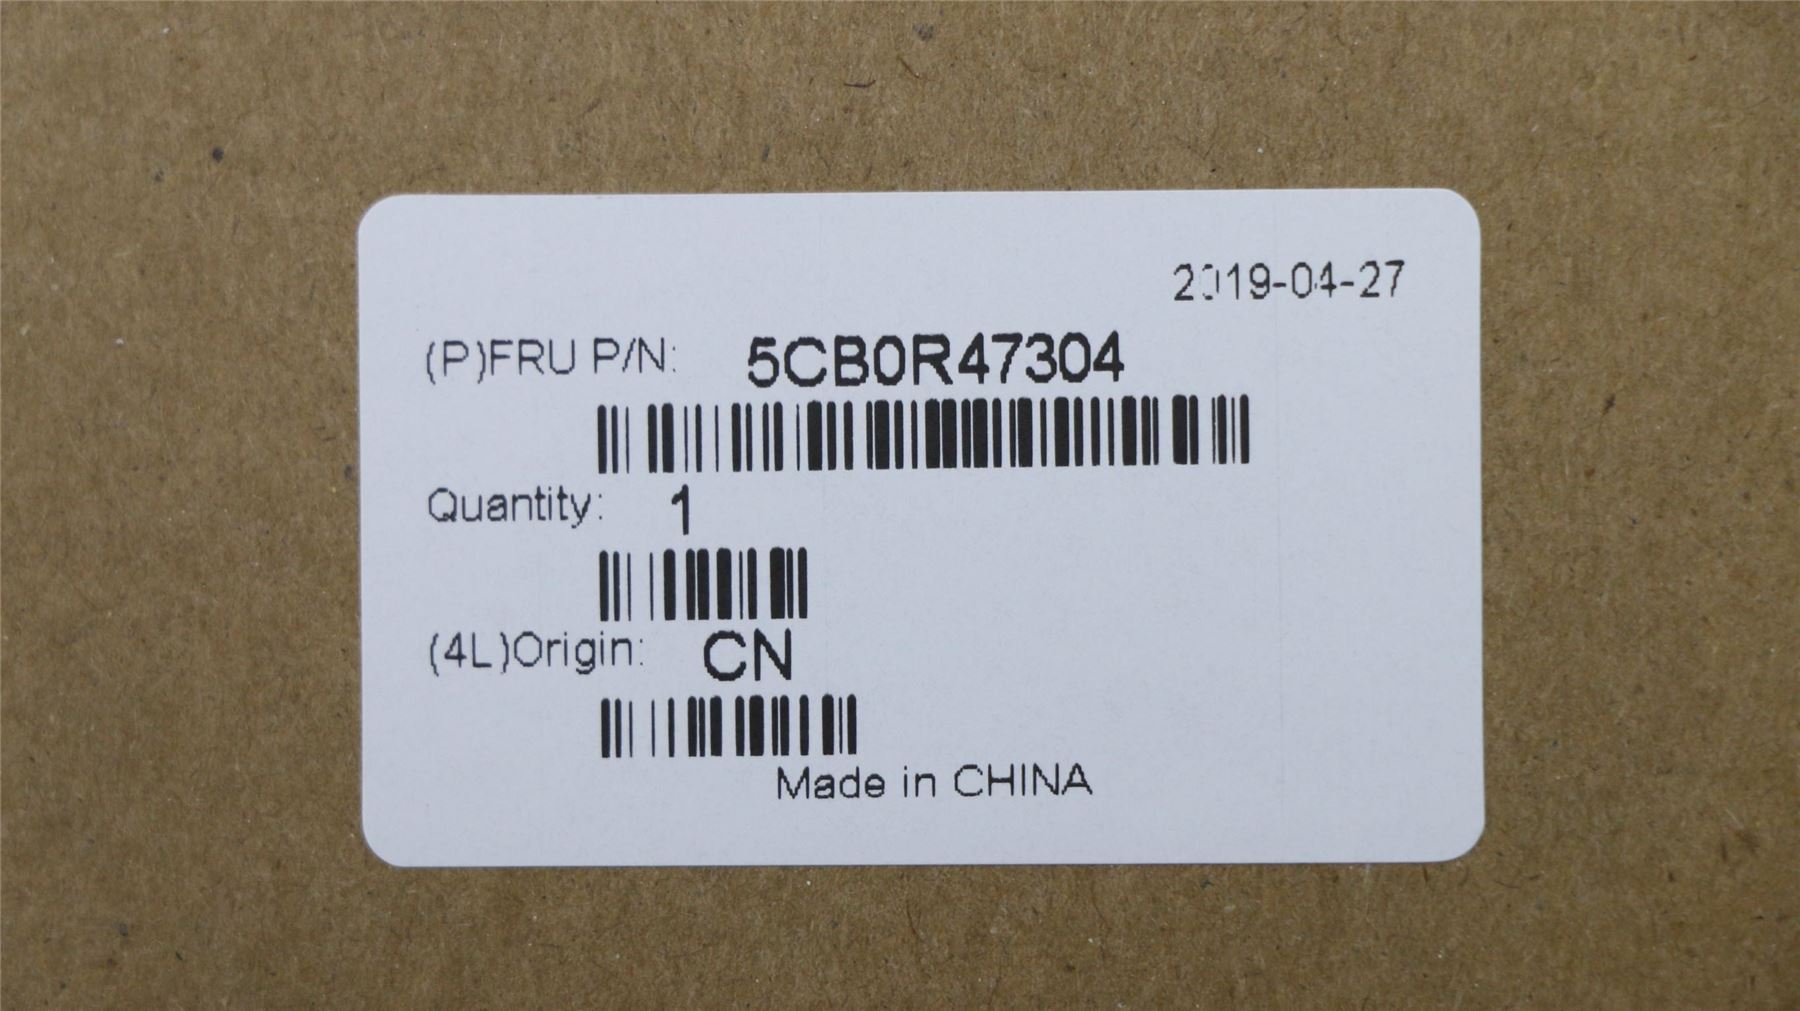 2019-04-27
(P)FRU P/N: 5CB0R47304
Quantity: 1
(4L)Origin: CN
Made in CHINA